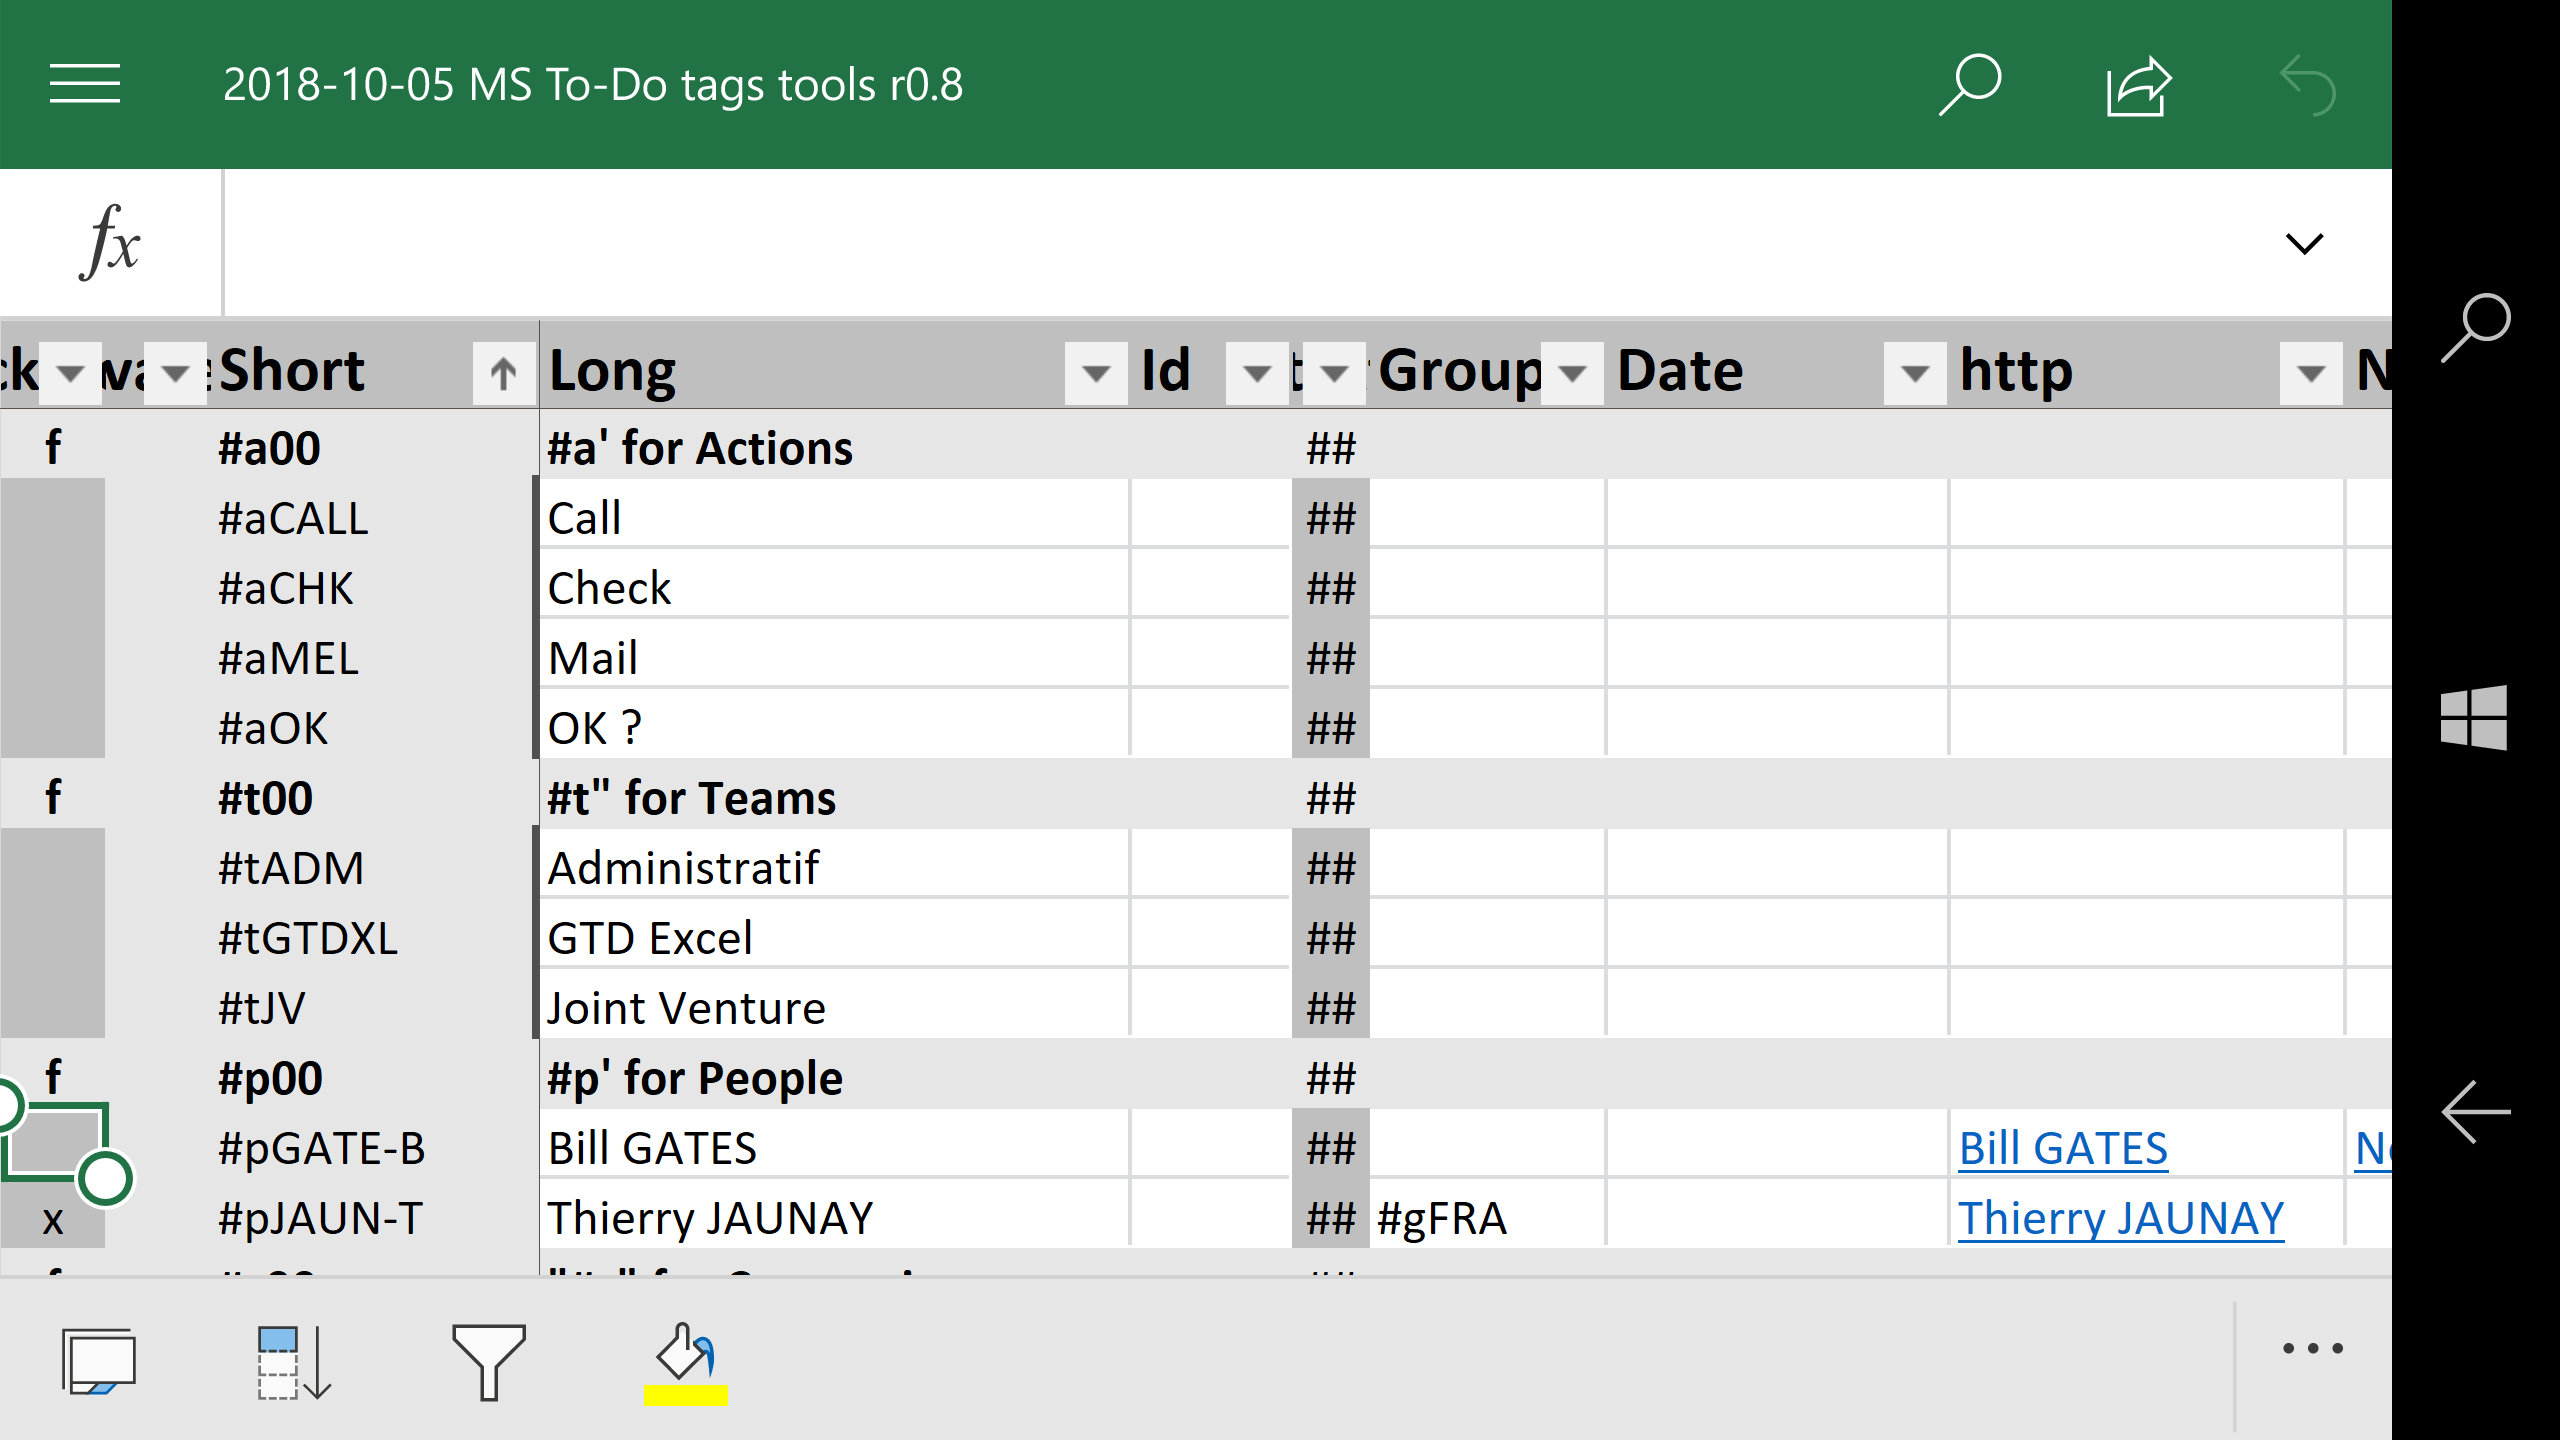 2018-10-05 MS To-Do tags tools r0.8
fx
ck Short Long Id Group Date http N
f #a00 #a' for Actions ##
#aCALL Call ##
#aCHK Check ##
#aMEL Mail ##
#aOK OK ? ##
f #t00 #t" for Teams ##
#tADM Administratif ##
#tGTDXL GTD Excel ##
#tJV Joint Venture ##
f #p00 #p' for People ##
#pGATE-B Bill GATES ## Bill GATES
x #pJAUN-T Thierry JAUNAY ## #gFRA Thierry JAUNAY